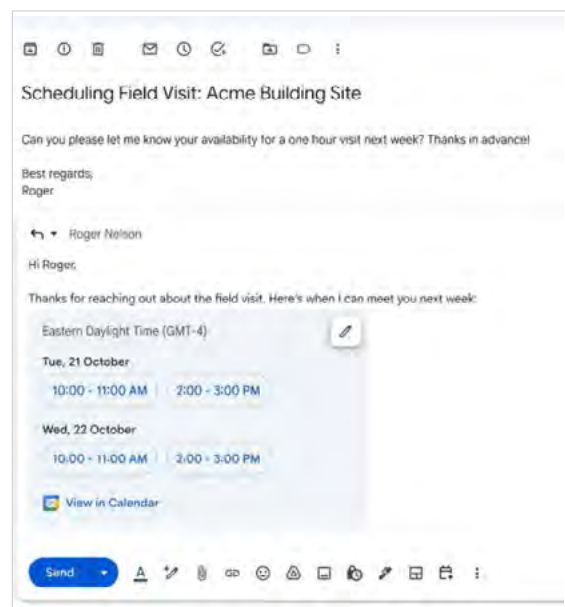 Scheduling Field Visit: Acme Building Site
Can you please let me know your availability for a one hour visit next week? Thanks in advance!
Best regards,
Roger
Roger Nelson
Hi Roger,
Thanks for reaching out about the field visit. Here's when I can meet you next week:
Eastern Daylight Time (GMT-4)
Tue, 21 October
10:00 - 11:00 AM 2:00 - 3:00 PM
Wed, 22 October
10:00 - 11:00 AM 2:00 - 3:00 PM
View in Calendar
Send